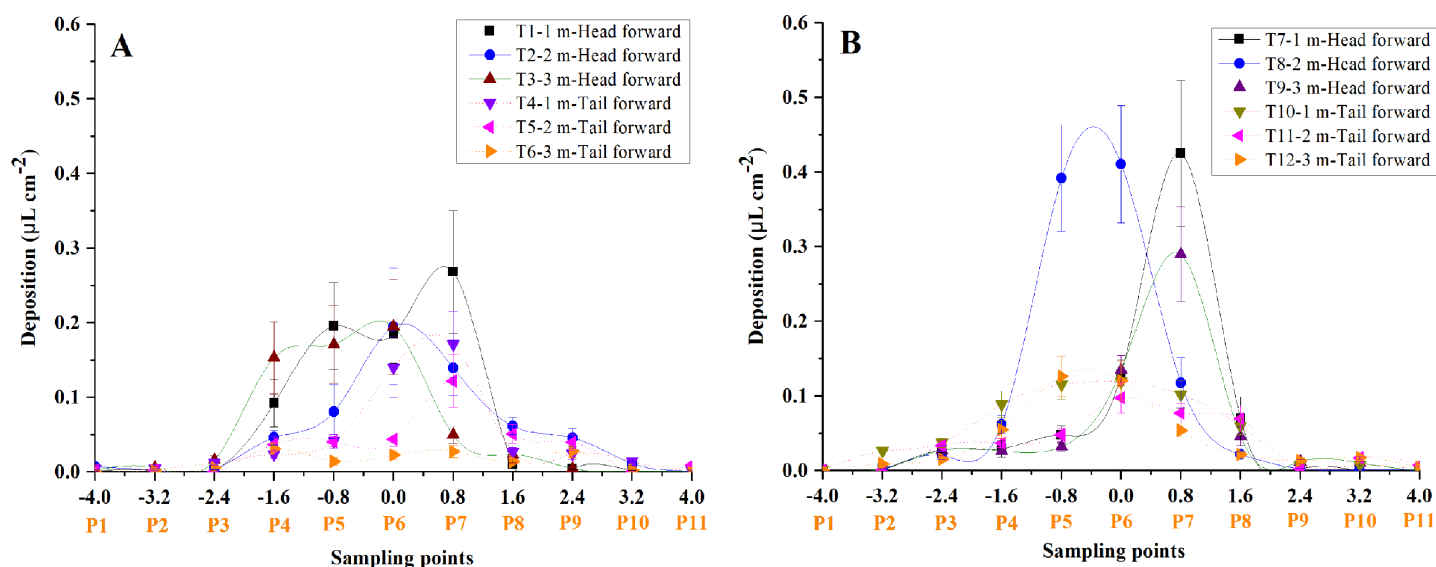 A
T1-1 m-Head forward
T2-2 m-Head forward
T3-3 m-Head forward
T4-1 m-Tail forward
T5-2 m-Tail forward
T6-3 m-Tail forward
0.6
0.5
0.4
0.3
0.2
0.1
0.0
Deposition (μL cm⁻²)
-4.0 -3.2 -2.4 -1.6 -0.8 0.0 0.8 1.6 2.4 3.2 4.0
P1 P2 P3 P4 P5 P6 P7 P8 P9 P10 P11
Sampling points
B
T7-1 m-Head forward
T8-2 m-Head forward
T9-3 m-Head forward
T10-1 m-Tail forward
T11-2 m-Tail forward
T12-3 m-Tail forward
0.6
0.5
0.4
0.3
0.2
0.1
0.0
Deposition (μL cm⁻²)
-4.0 -3.2 -2.4 -1.6 -0.8 0.0 0.8 1.6 2.4 3.2 4.0
P1 P2 P3 P4 P5 P6 P7 P8 P9 P10 P11
Sampling points